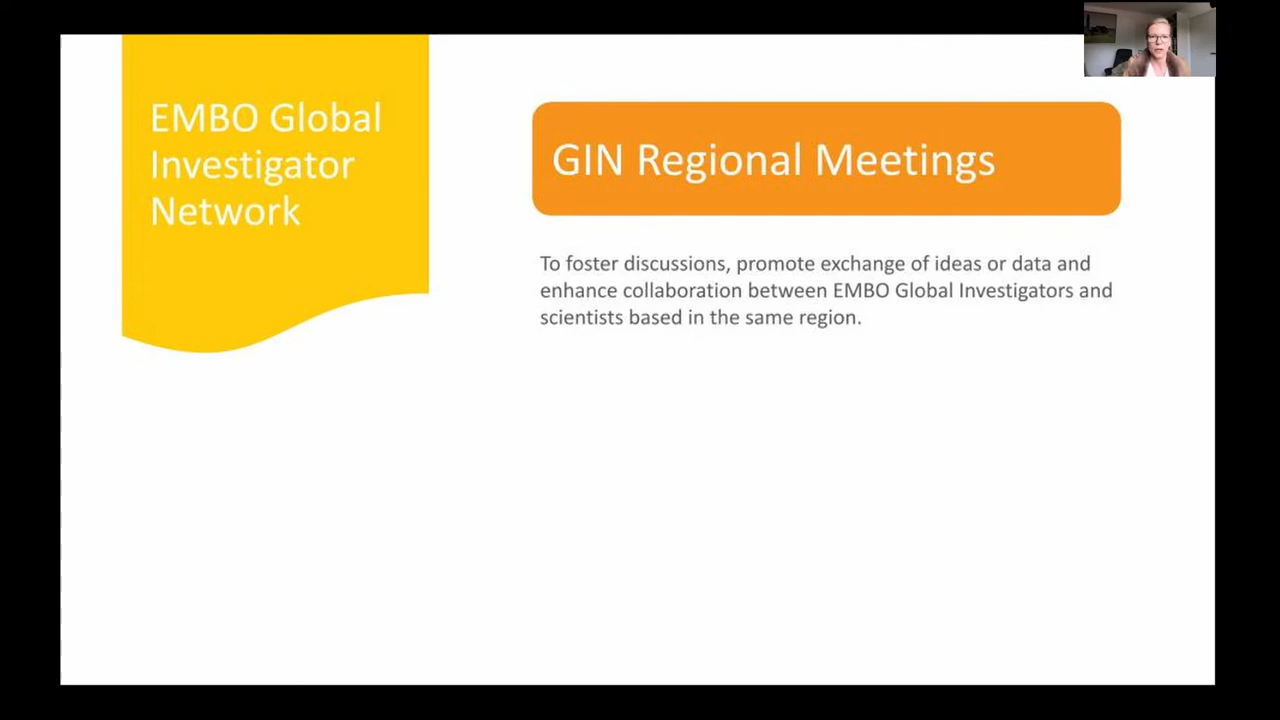 EMBO Global
Investigator
Network
GIN Regional Meetings
To foster discussions, promote exchange of ideas or data and
enhance collaboration between EMBO Global Investigators and
scientists based in the same region.